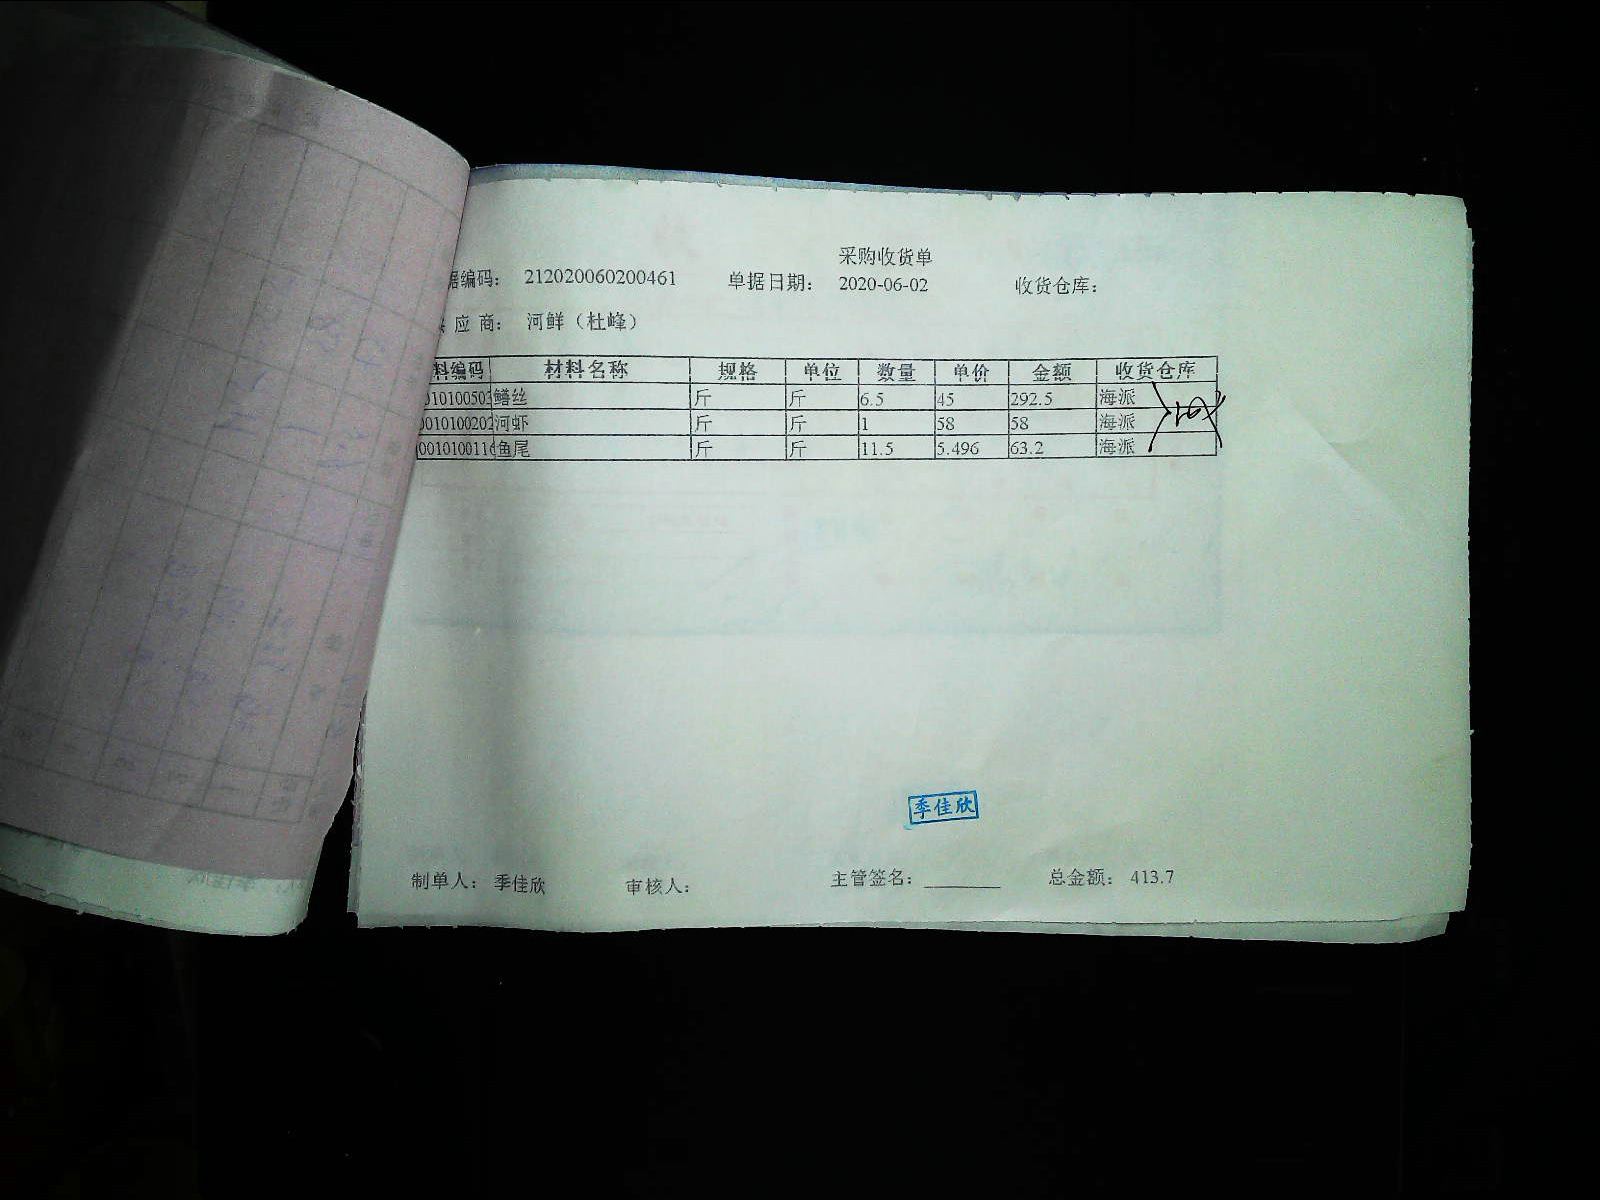 采购收货单
据编码： 212020060200461 单据日期： 2020-06-02 收货仓库：
应商： 河鲜（杜峰）
料编码 材料名称 规格 单位 数量 单价 金额 收货仓库
010100503 鳝丝 斤 斤 6.5 45 292.5 海派
0010100202 河虾 斤 斤 1 58 58 海派
0010100116 鱼尾 斤 斤 11.5 5.496 63.2 海派
季佳欣
制单人： 季佳欣 审核人： 主管签名： 总金额： 413.7